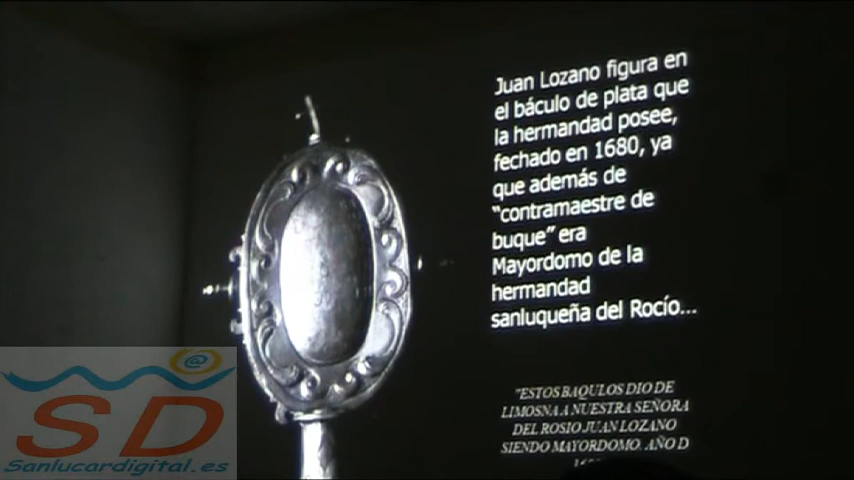 Juan Lozano figura en
el báculo de plata que
la hermandad posee,
fechado en 1680, ya
que además de
“contramaestre de
buque” era
Mayordomo de la
hermandad
sanluqueña del Rocío...
"ESTOS BAQULOS DIO DE
LIMOSNA A NUESTRA SEÑORA
DEL ROSIO JUAN LOZANO
SIENDO MAYORDOMO. AÑO D
@
SD
Sanlucardigital.es